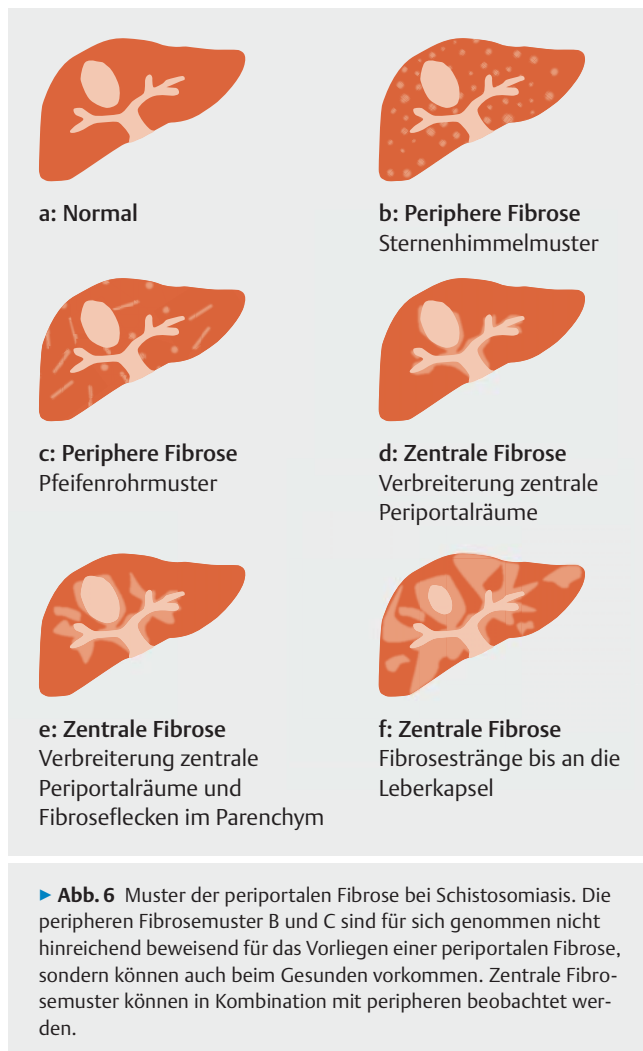 a: Normal
b: Periphere Fibrose
Sternenhimmelmuster
c: Periphere Fibrose
Pfeifenrohrmuster
d: Zentrale Fibrose
Verbreiterung zentrale
Periportalräume
e: Zentrale Fibrose
Verbreiterung zentrale
Periportalräume und
Fibroseflecken im Parenchym
f: Zentrale Fibrose
Fibrosestränge bis an die
Leberkapsel
▶ Abb. 6 Muster der periportalen Fibrose bei Schistosomiasis. Die
peripheren Fibrosemuster B und C sind für sich genommen nicht
hinreichend beweisend für das Vorliegen einer periportalen Fibrose,
sondern können auch beim Gesunden vorkommen. Zentrale Fibro-
semuster können in Kombination mit peripheren beobachtet wer-
den.